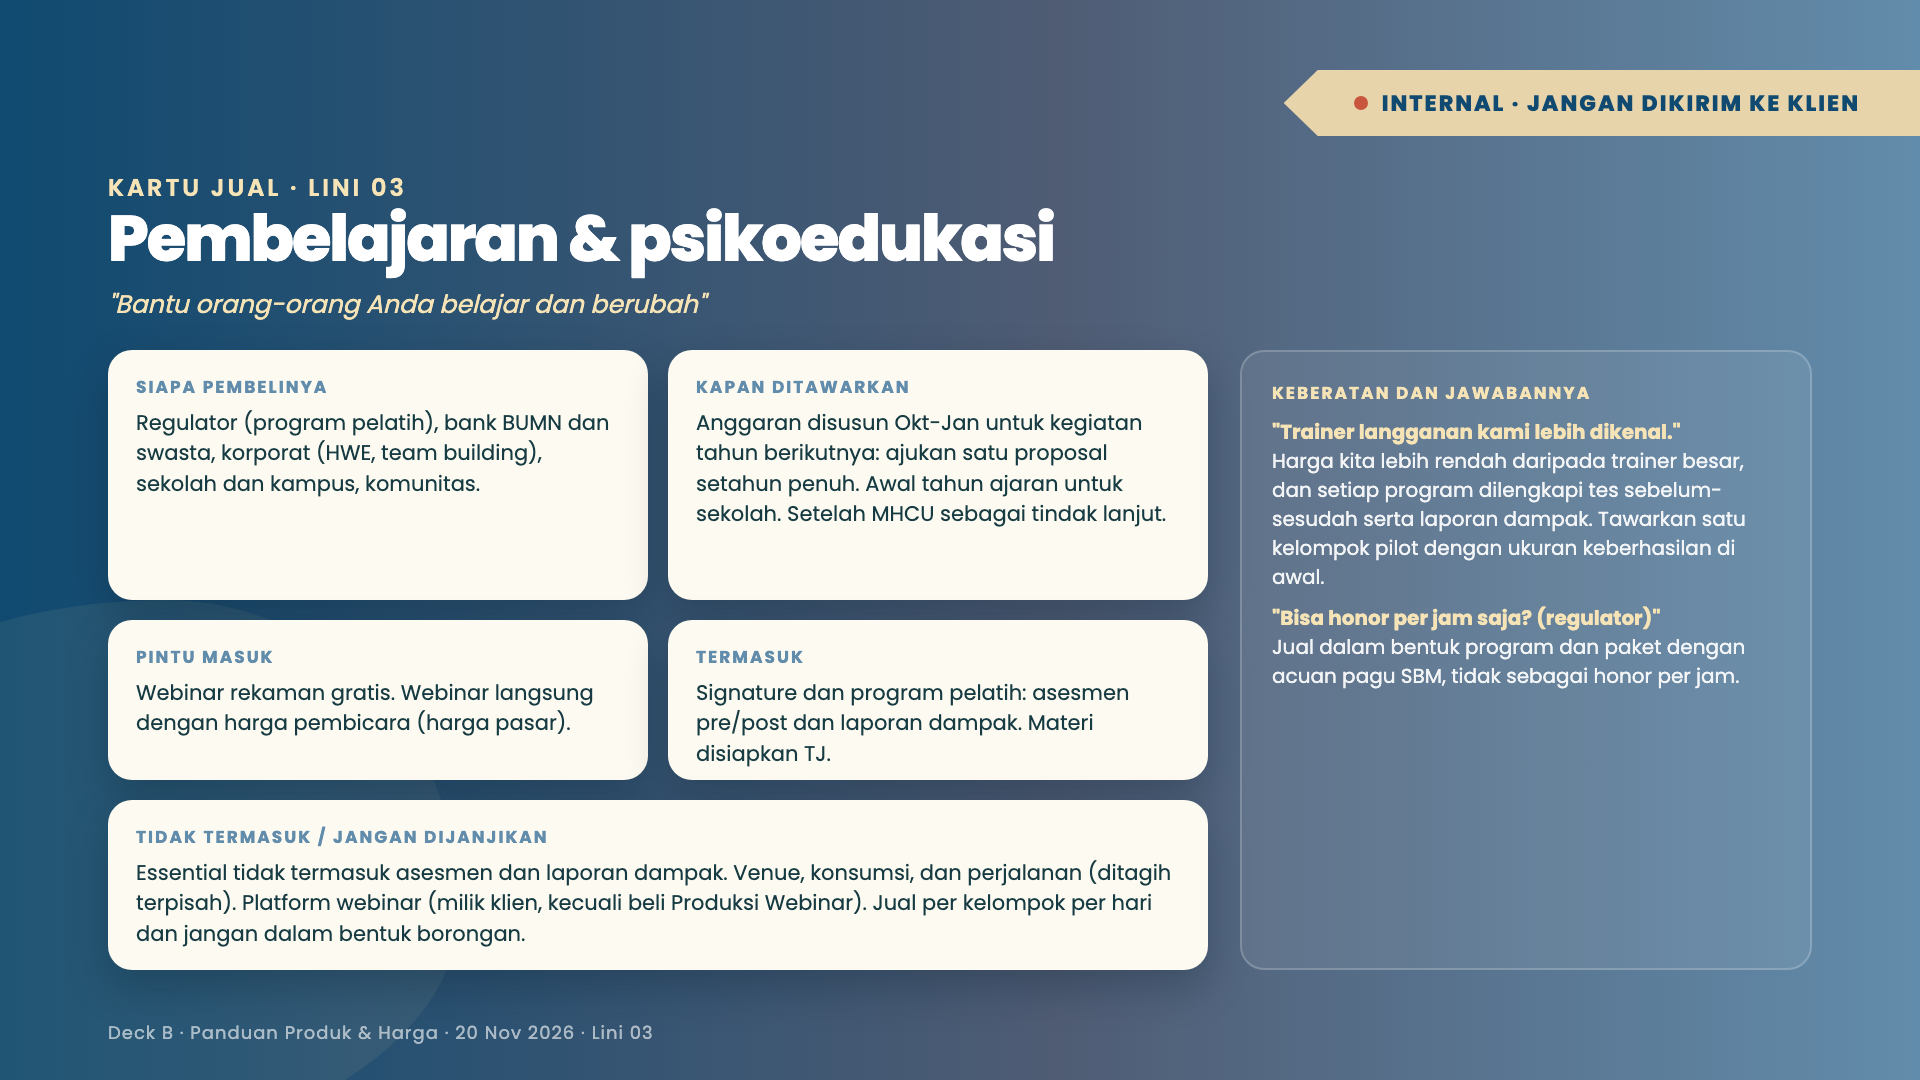 INTERNAL · JANGAN DIKIRIM KE KLIEN
KARTU JUAL · LINI 03
Pembelajaran & psikoedukasi
"Bantu orang-orang Anda belajar dan berubah"
SIAPA PEMBELINYA
Regulator (program pelatih), bank BUMN dan
swasta, korporat (HWE, team building),
sekolah dan kampus, komunitas.
KAPAN DITAWARKAN
Anggaran disusun Okt-Jan untuk kegiatan
tahun berikutnya: ajukan satu proposal
setahun penuh. Awal tahun ajaran untuk
sekolah. Setelah MHCU sebagai tindak lanjut.
PINTU MASUK
Webinar rekaman gratis. Webinar langsung
dengan harga pembicara (harga pasar).
TERMASUK
Signature dan program pelatih: asesmen
pre/post dan laporan dampak. Materi
disiapkan TJ.
TIDAK TERMASUK / JANGAN DIJANJIKAN
Essential tidak termasuk asesmen dan laporan dampak. Venue, konsumsi, dan perjalanan (ditagih
terpisah). Platform webinar (milik klien, kecuali beli Produksi Webinar). Jual per kelompok per hari
dan jangan dalam bentuk borongan.
KEBERATAN DAN JAWABANNYA
"Trainer langganan kami lebih dikenal."
Harga kita lebih rendah daripada trainer besar,
dan setiap program dilengkapi tes sebelum-
sesudah serta laporan dampak. Tawarkan satu
kelompok pilot dengan ukuran keberhasilan di
awal.
"Bisa honor per jam saja? (regulator)"
Jual dalam bentuk program dan paket dengan
acuan pagu SBM, tidak sebagai honor per jam.
Deck B · Panduan Produk & Harga · 20 Nov 2026 · Lini 03